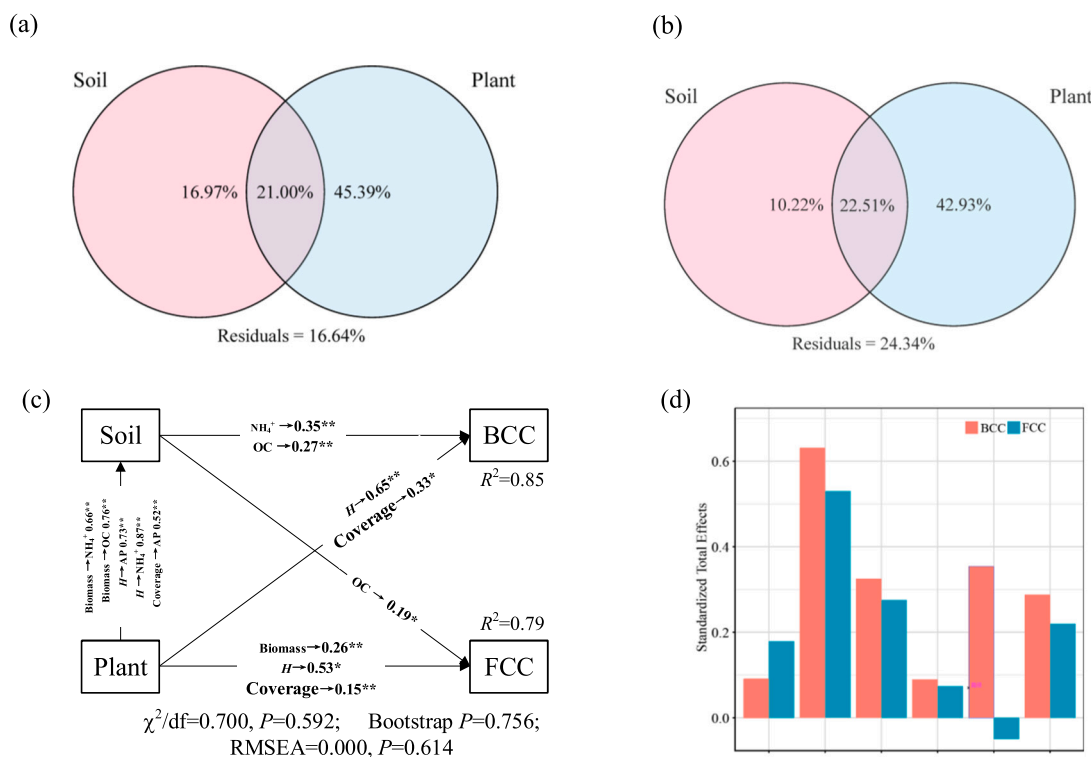 (a)
Soil
Plant
16.97%
21.00%
45.39%
Residuals = 16.64%
(b)
Soil
Plant
10.22%
22.51%
42.93%
Residuals = 24.34%
(c)
Soil
BCC
Plant
FCC
NH₄⁺ →0.35**
OC →0.27**
R²=0.85
H→0.65**
Coverage→0.33*
Biomass→NH₄⁺ 0.66**
Biomass→OC 0.76**
H→AP 0.73**
H→NH₄⁺ 0.87**
Coverage→AP 0.52**
OC → 0.19*
R²=0.79
Biomass→0.26**
H→0.53*
Coverage→0.15**
χ²/df=0.700, P=0.592; Bootstrap P=0.756;
RMSEA=0.000, P=0.614
(d)
BCC FCC
Standardized Total Effects
0.6
0.4
0.2
0.0